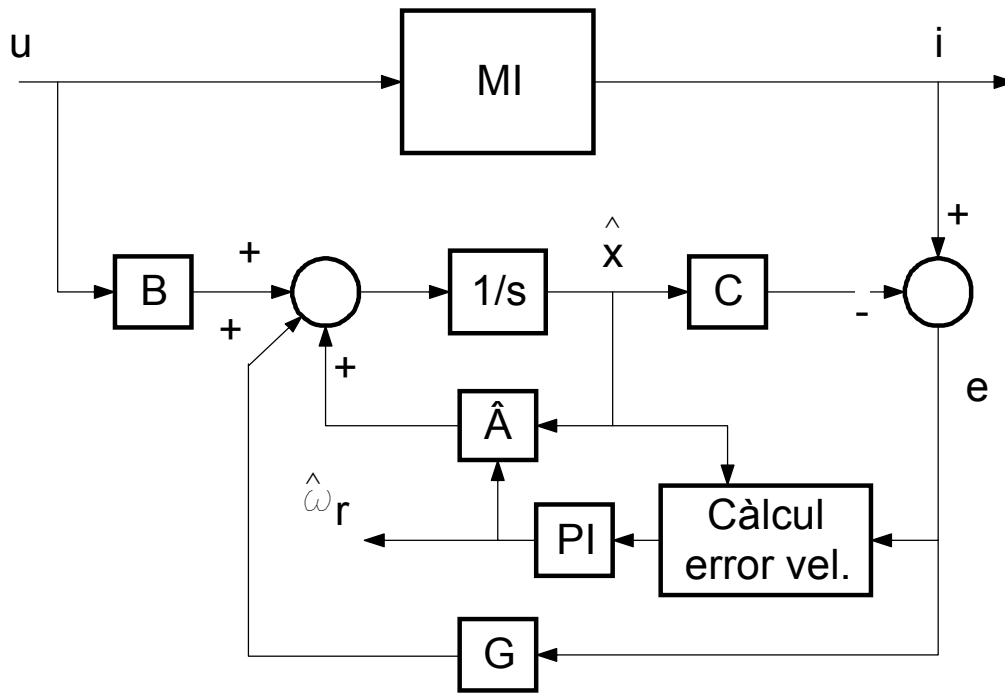 u
i
MI
+
+
x̂
B
1/s
C
+
-
+
e
Â
ω̂r
PI
Càlcul
error vel.
G